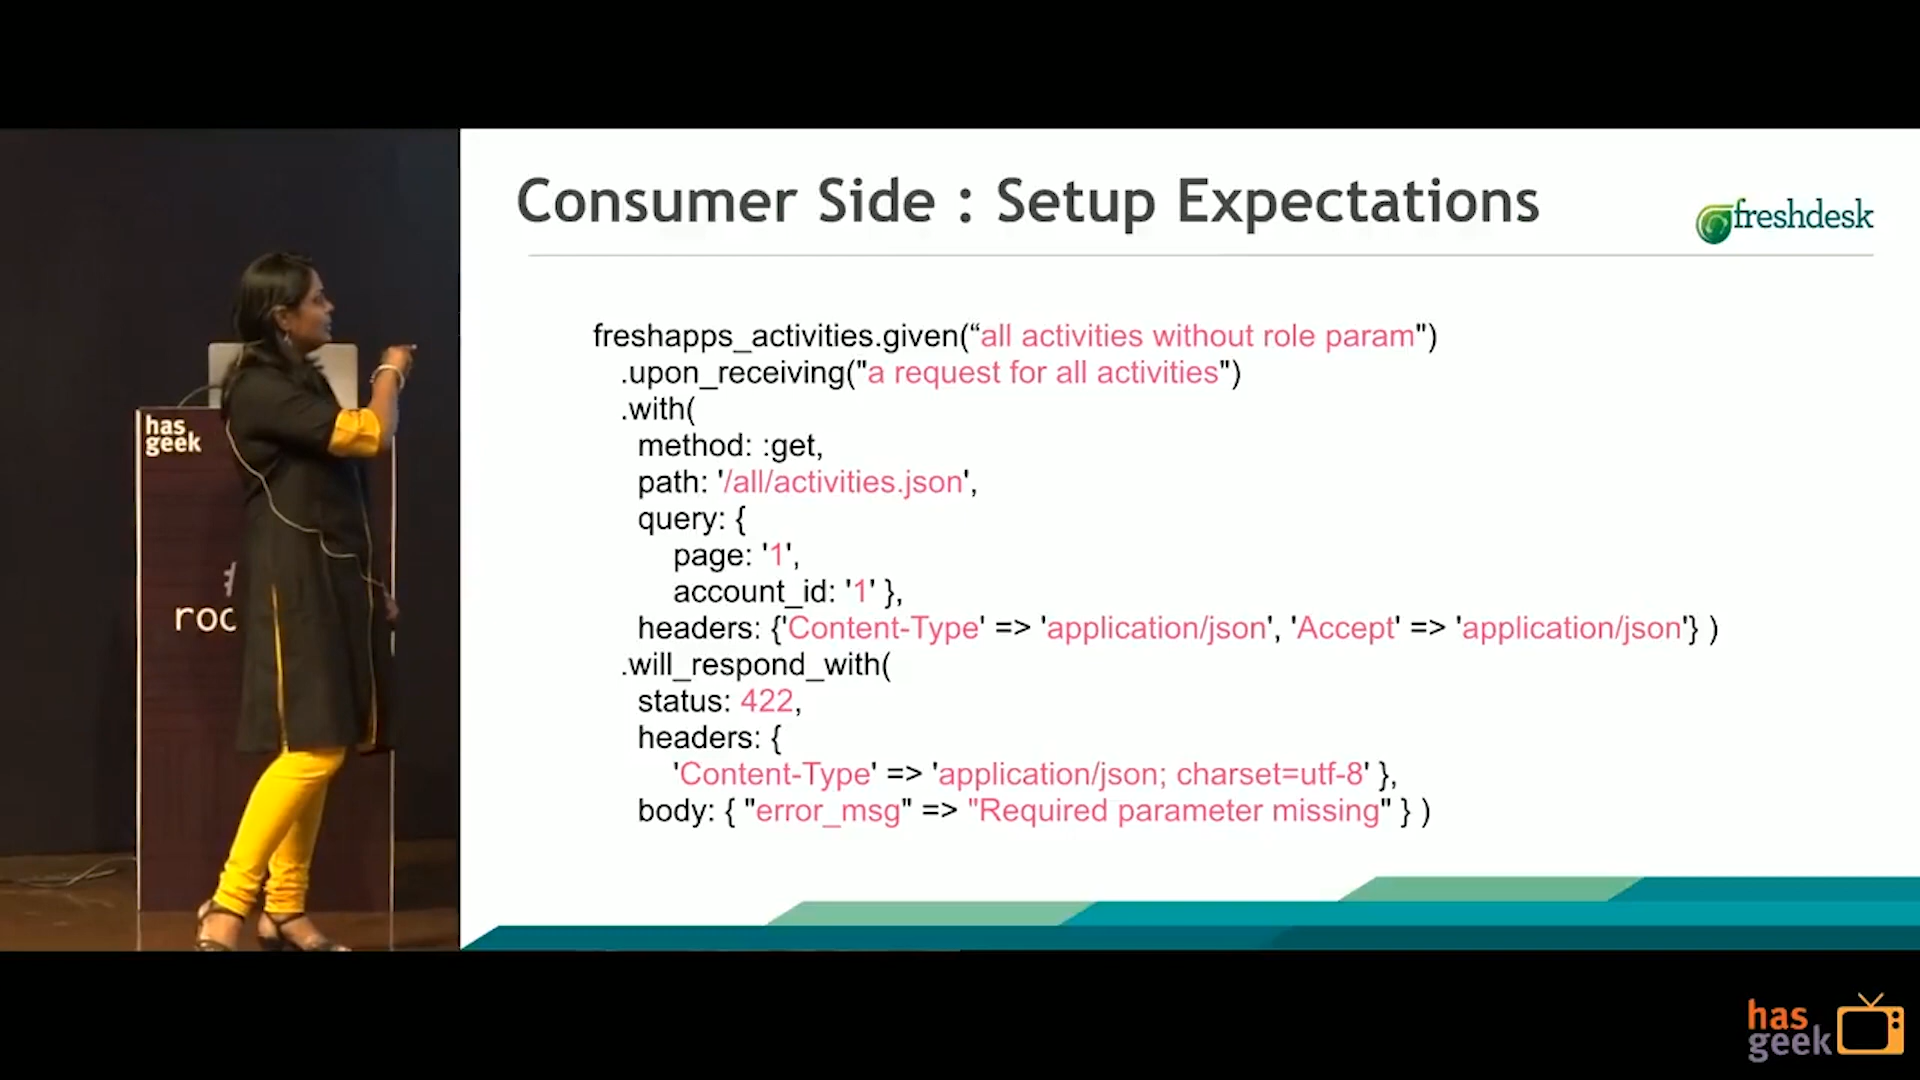 Consumer Side : Setup Expectations
freshdesk
freshapps_activities.given(“all activities without role param")
.upon_receiving("a request for all activities")
.with(
method: :get,
path: '/all/activities.json',
query: {
page: '1',
account_id: '1' },
headers: {'Content-Type' => 'application/json', 'Accept' => 'application/json'} )
.will_respond_with(
status: 422,
headers: {
'Content-Type' => 'application/json; charset=utf-8' },
body: { "error_msg" => "Required parameter missing" } )
has
geek
#
roo
has
geek